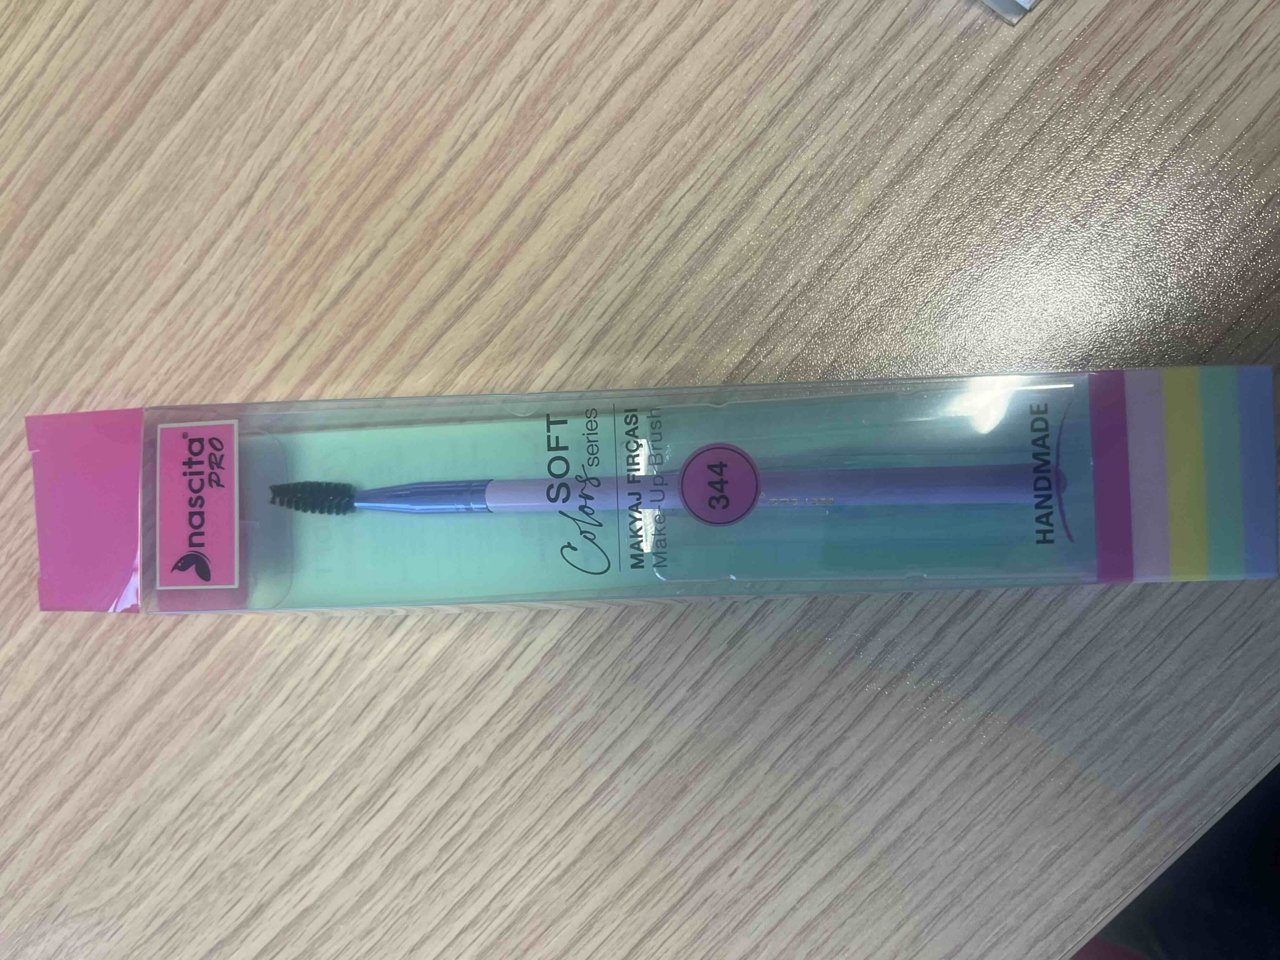 nascita®
PRO
SOFT
Colors series
MAKYAJ FIRÇASI
Make-Up Brush
344
HANDMADE